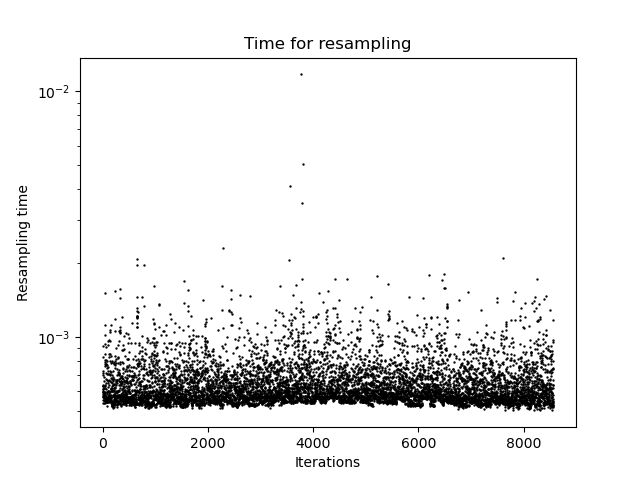 Time for resampling
10⁻²
10⁻³
Resampling time
0 2000 4000 6000 8000
Iterations